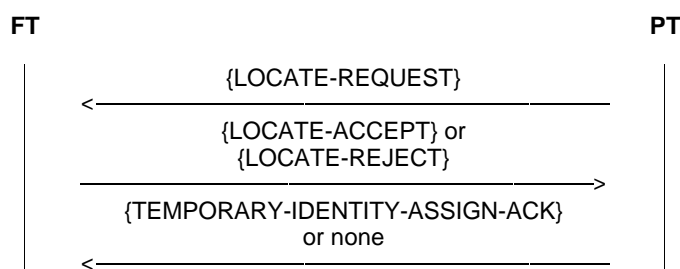 FT PT
{LOCATE-REQUEST}
{LOCATE-ACCEPT} or
{LOCATE-REJECT}
{TEMPORARY-IDENTITY-ASSIGN-ACK}
or none